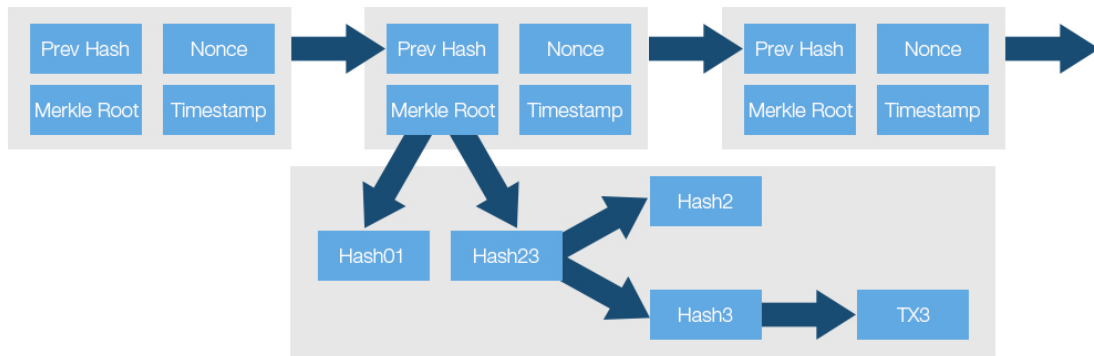 Prev Hash Nonce Prev Hash Nonce Prev Hash Nonce
Merkle Root Timestamp Merkle Root Timestamp Merkle Root Timestamp
Hash2
Hash01 Hash23
Hash3 TX3